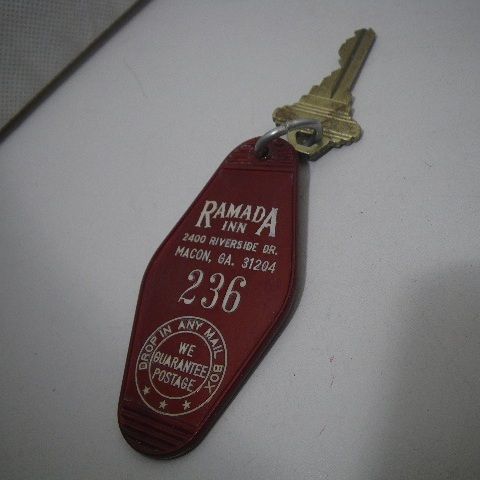 RAMADA
INN
2400 RIVERSIDE DR.
MACON, GA. 31204
236
DROP IN ANY MAIL BOX
WE
GUARANTEE
POSTAGE